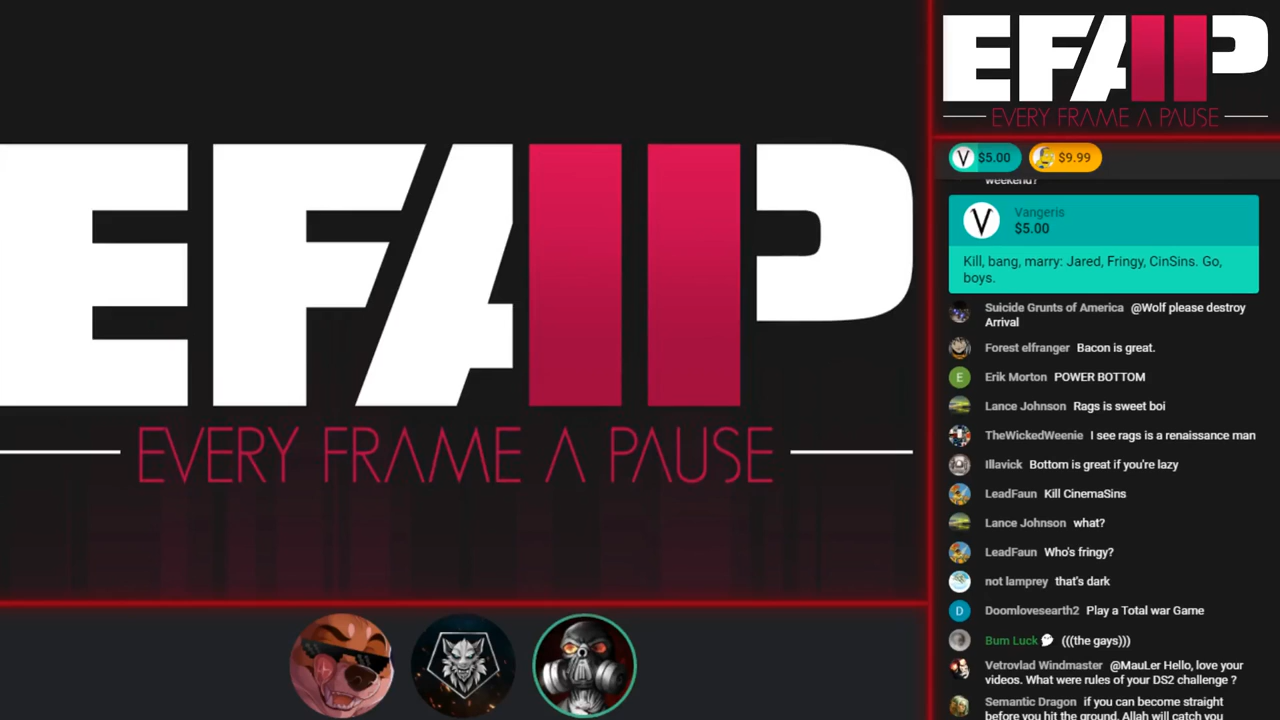 EFAP
EVERY FRAME A PAUSE
EFAP
EVERY FRAME A PAUSE
V $5.00
$9.99
weekend?
V
Vangeris
$5.00
Kill, bang, marry: Jared, Fringy, CinSins. Go,
boys.
Suicide Grunts of America @Wolf please destroy
Arrival
Forest elfranger Bacon is great.
E Erik Morton POWER BOTTOM
Lance Johnson Rags is sweet boi
TheWickedWeenie I see rags is a renaissance man
Illavick Bottom is great if you're lazy
LeadFaun Kill CinemaSins
Lance Johnson what?
LeadFaun Who's fringy?
not lamprey that's dark
D Doomlovesearth2 Play a Total war Game
Bum Luck (((the gays)))
Vetrovlad Windmaster @MauLer Hello, love your
videos. What were rules of your DS2 challenge ?
Semantic Dragon if you can become straight
before you hit the ground, Allah will catch you